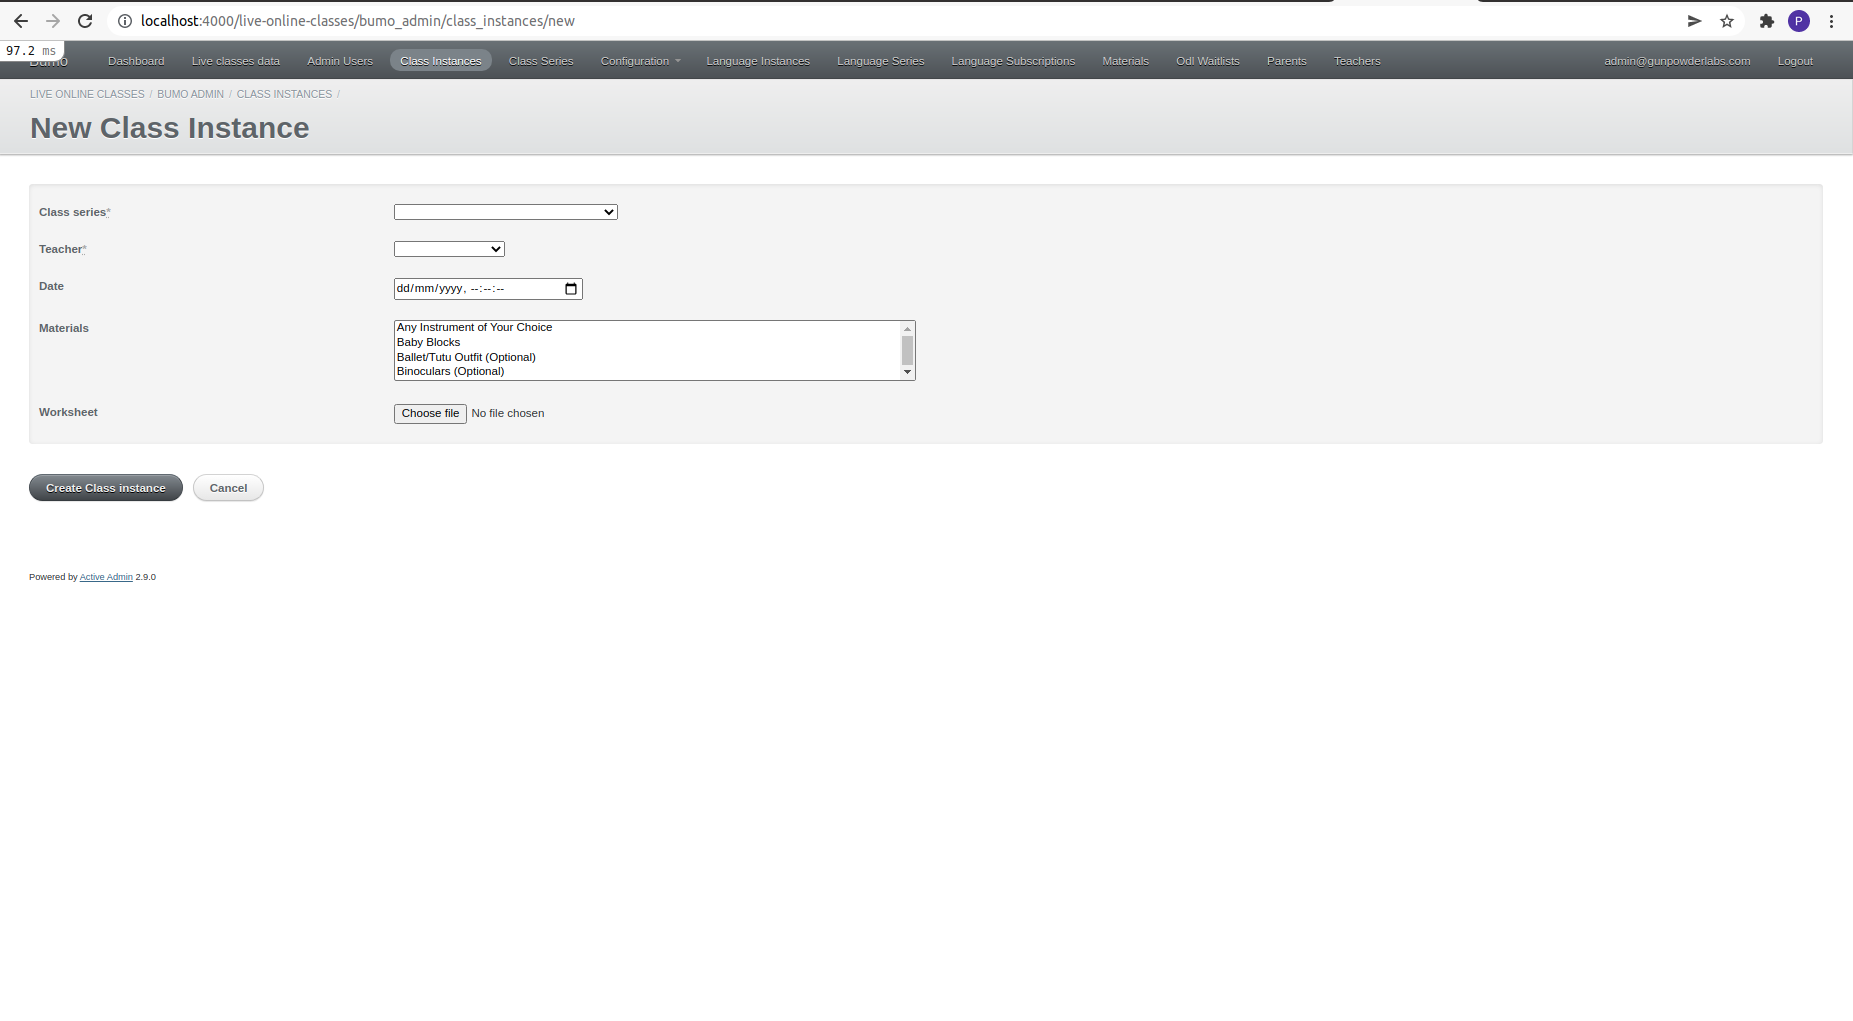 localhost:4000/live-online-classes/bumo_admin/class_instances/new
P
97.2 ms
Bumo Dashboard Live classes data Admin Users Class Instances Class Series Configuration Language Instances Language Series Language Subscriptions Materials Odl Waitlists Parents Teachers admin@gunpowderlabs.com Logout
LIVE ONLINE CLASSES / BUMO ADMIN / CLASS INSTANCES /
New Class Instance
Class series*
Teacher*
Date dd/mm/yyyy, --:--:--
Materials Any Instrument of Your Choice
Baby Blocks
Ballet/Tutu Outfit (Optional)
Binoculars (Optional)
Worksheet Choose file No file chosen
Create Class instance Cancel
Powered by Active Admin 2.9.0